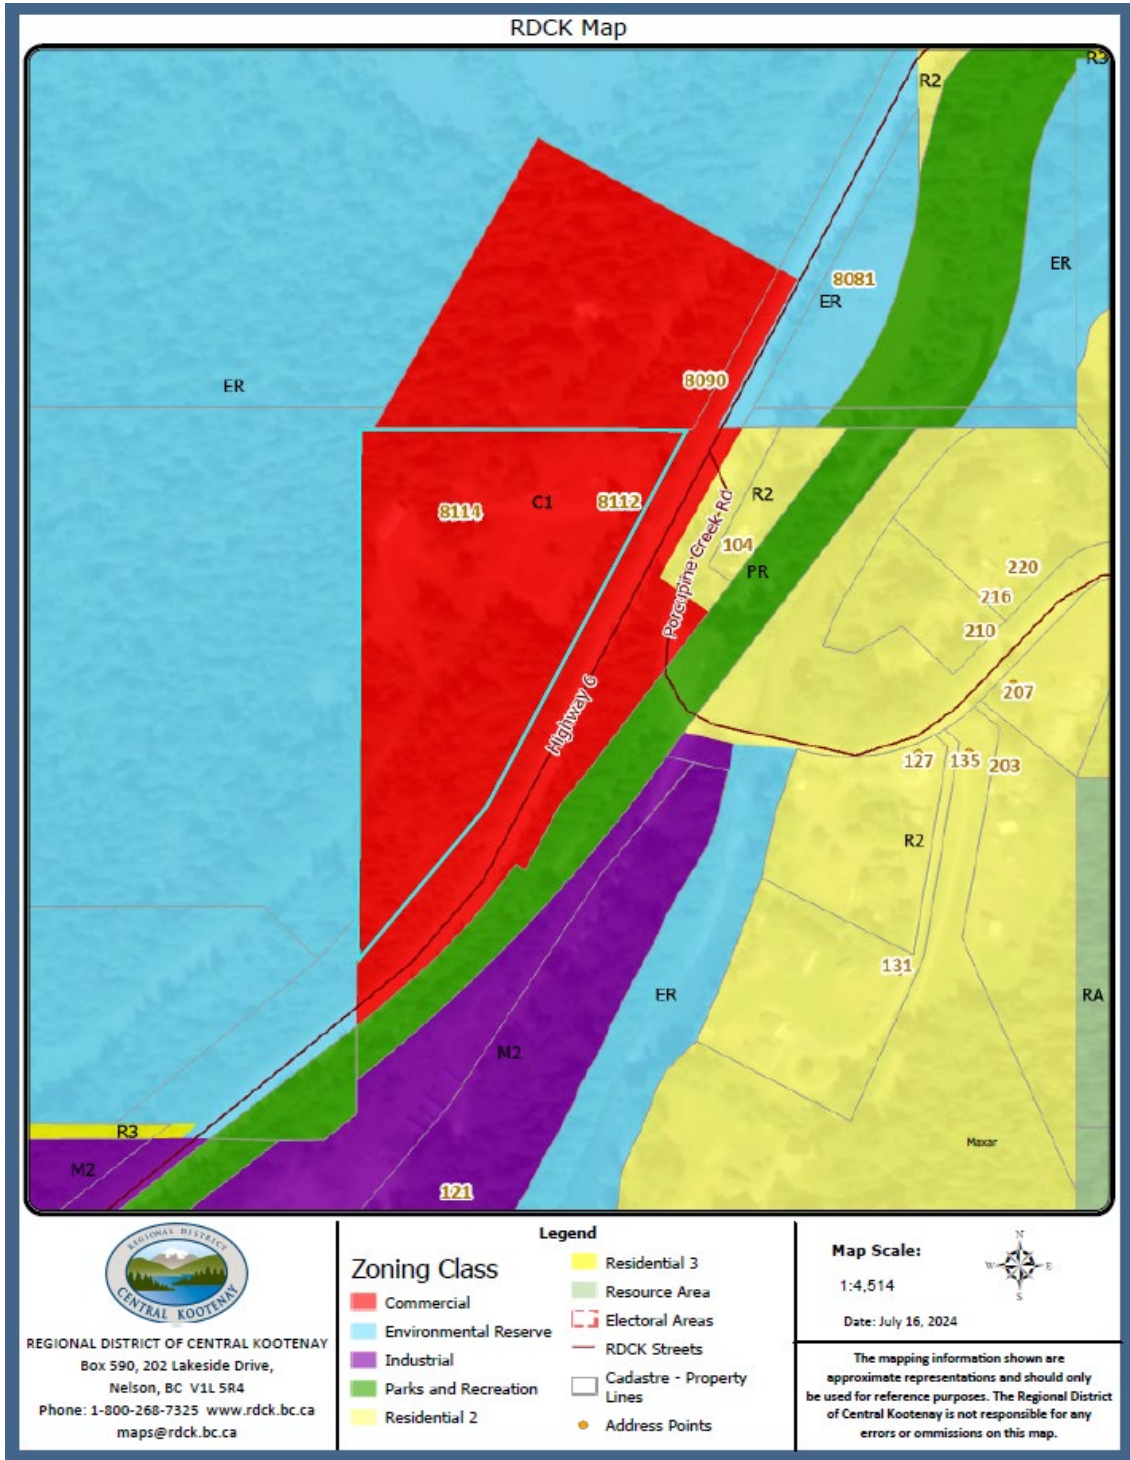 RDCK Map
R3
R2
ER
8081
ER
8090
ER
8114
C1
8112
R2
104
Porcupine Creek Rd
PR
220
216
210
207
Highway 6
127
135
203
R2
131
ER
RA
M2
R3
Maxar
M2
121
REGIONAL DISTRICT
CENTRAL KOOTENAY
REGIONAL DISTRICT OF CENTRAL KOOTENAY
Box 590, 202 Lakeside Drive,
Nelson, BC V1L 5R4
Phone: 1-800-268-7325 www.rdck.bc.ca
maps@rdck.bc.ca
Legend
Zoning Class
Commercial
Environmental Reserve
Industrial
Parks and Recreation
Residential 2
Residential 3
Resource Area
Electoral Areas
RDCK Streets
Cadastre - Property
Lines
Address Points
Map Scale:
1:4,514
Date: July 16, 2024
N
W
E
S
The mapping information shown are
approximate representations and should only
be used for reference purposes. The Regional District
of Central Kootenay is not responsible for any
errors or ommissions on this map.